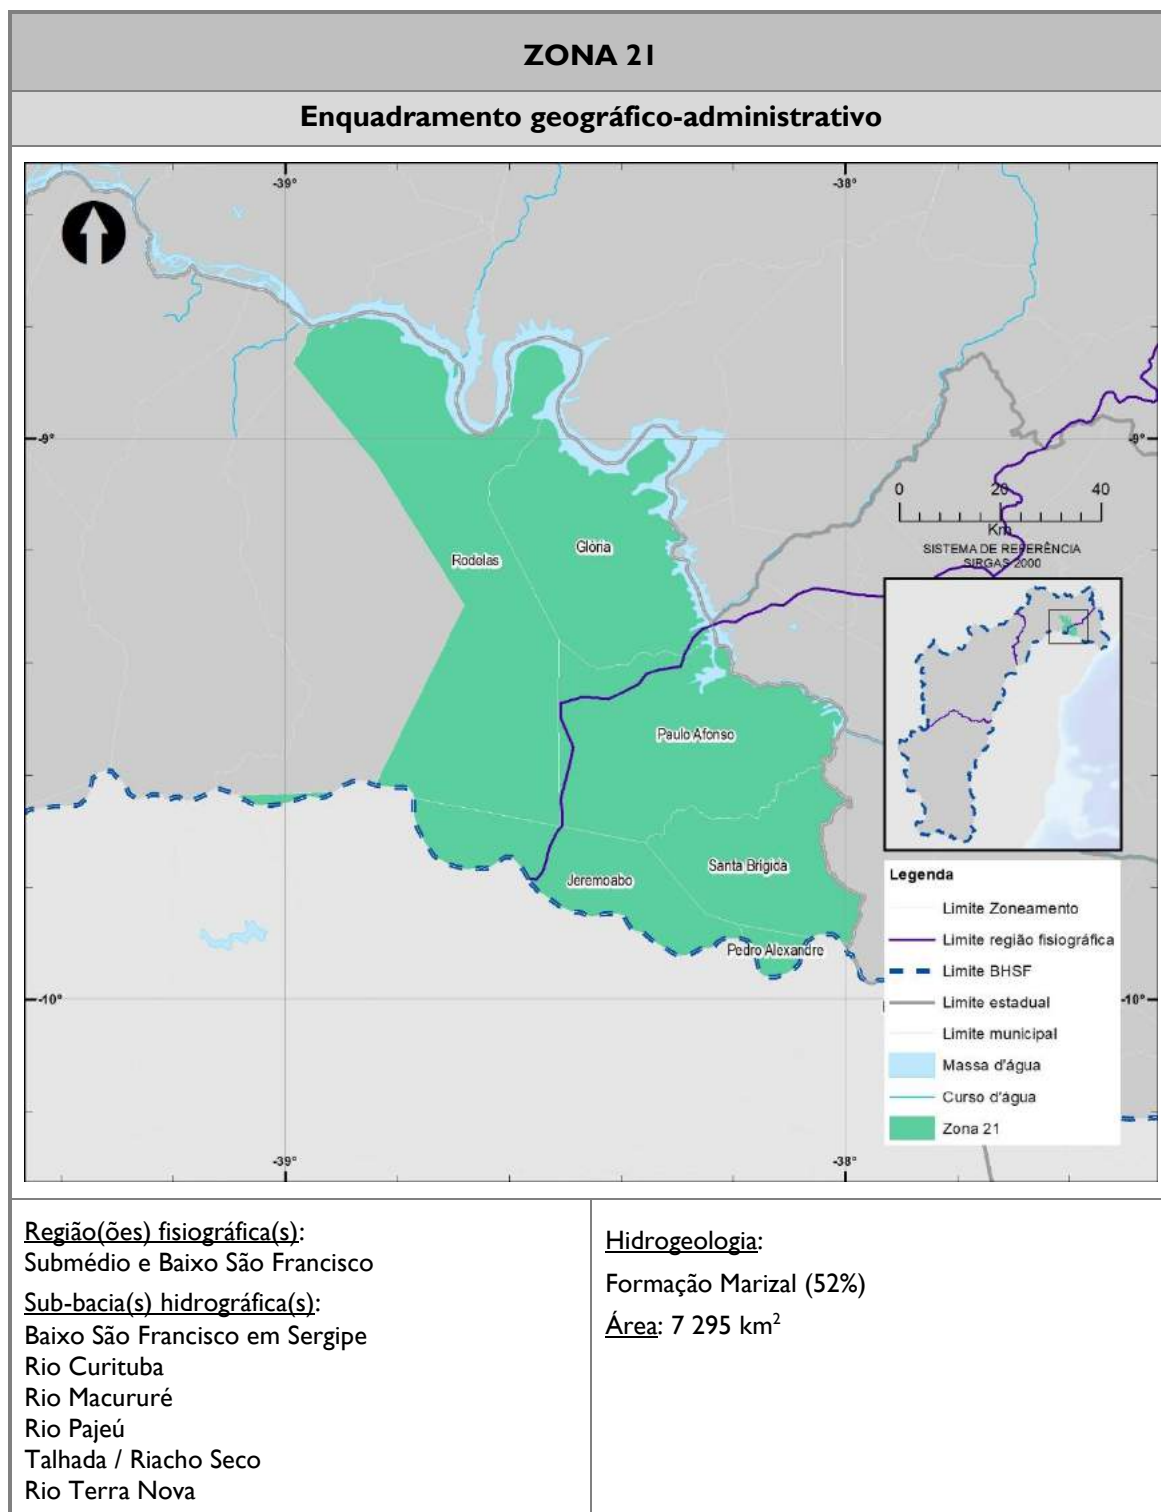 ZONA 21
Enquadramento geográfico-administrativo
-39°
-38°
-9°
-9°
0 20 40
Km
SISTEMA DE REFERÊNCIA
SIRGAS 2000
Rodelas
Glória
Paulo Afonso
Santa Brígida
Jeremoabo
Pedro Alexandre
Legenda
Limite Zoneamento
Limite região fisiográfica
Limite BHSF
Limite estadual
Limite municipal
Massa d'água
Curso d'água
Zona 21
-10°
-10°
-39°
-38°
Região(ões) fisiográfica(s):
Submédio e Baixo São Francisco
Sub-bacia(s) hidrográfica(s):
Baixo São Francisco em Sergipe
Rio Curituba
Rio Macururé
Rio Pajeú
Talhada / Riacho Seco
Rio Terra Nova
Hidrogeologia:
Formação Marizal (52%)
Área: 7 295 km²